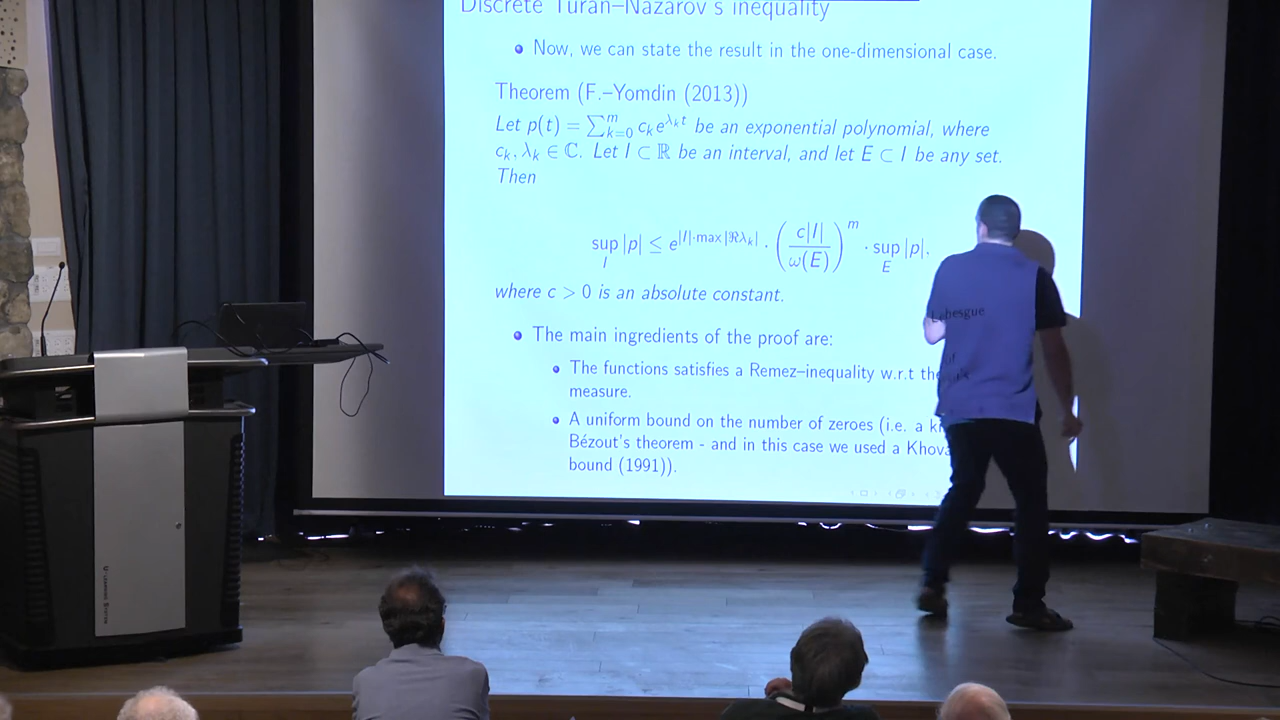 Discrete Turán–Nazarov's inequality
• Now, we can state the result in the one-dimensional case.
Theorem (F.–Yomdin (2013))
Let p(t) = ∑_{k=0}^{m} c_k e^{λ_k t} be an exponential polynomial, where
c_k, λ_k ∈ ℂ. Let I ⊂ ℝ be an interval, and let E ⊂ I be any set.
Then
sup_I |p| ≤ e^{|I|·max|ℜλ_k|} · (c|I| / ω(E))^m · sup_E |p|,
where c > 0 is an absolute constant.
• The main ingredients of the proof are:
• The functions satisfies a Remez–inequality w.r.t the Lebesgue
measure.
• A uniform bound on the number of zeroes (i.e. a of
Bézout's theorem - and in this case we used a
bound (1991)).